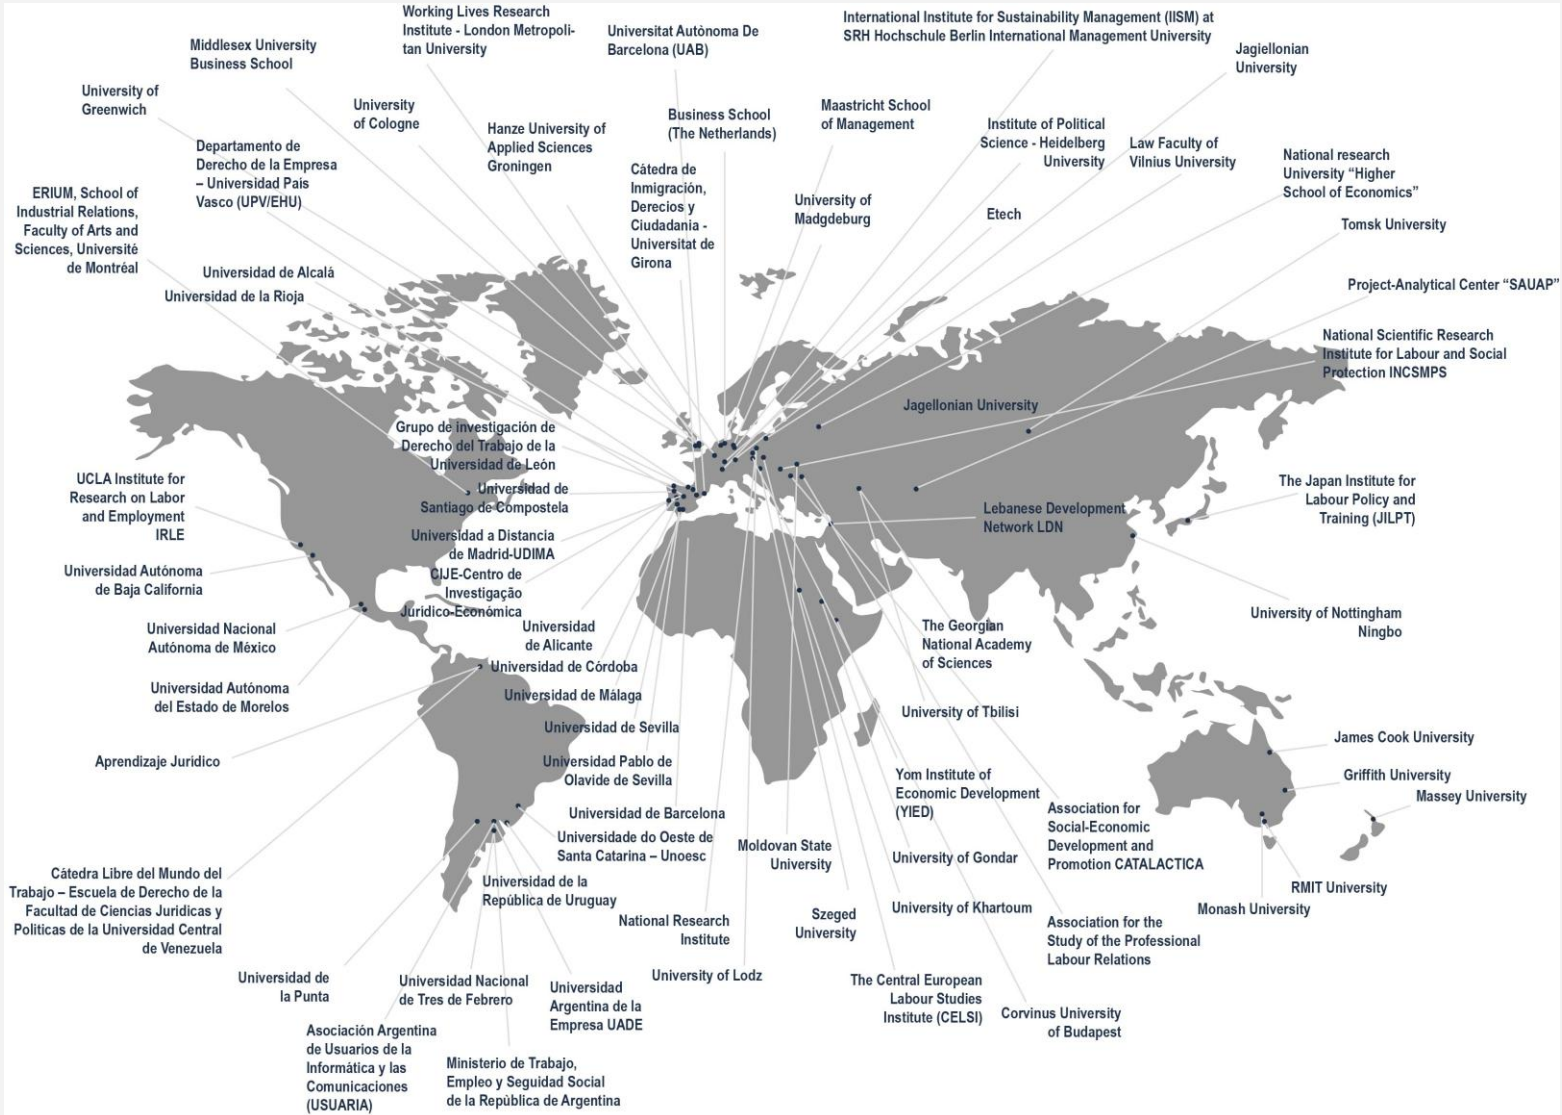 Working Lives Research
Institute - London Metropoli-
tan University
Middlesex University
Business School
Universitat Autònoma De
Barcelona (UAB)
International Institute for Sustainability Management (IISM) at
SRH Hochschule Berlin International Management University
Jagiellonian
University
University of
Greenwich
University
of Cologne
Hanze University of
Applied Sciences
Groningen
Business School
(The Netherlands)
Maastricht School
of Management
Institute of Political
Science - Heidelberg
University
Law Faculty of
Vilnius University
National research
University “Higher
School of Economics”
Departamento de
Derecho de la Empresa
– Universidad País
Vasco (UPV/EHU)
Cátedra de
Inmigración,
Derecios y
Ciudadania -
Universitat de
Girona
University of
Madgdeburg
Etech
Tomsk University
ERIUM, School of
Industrial Relations,
Faculty of Arts and
Sciences, Université
de Montréal
Universidad de Alcalá
Universidad de la Rioja
Project-Analytical Center “SAUAP”
National Scientific Research
Institute for Labour and Social
Protection INCSMPS
Jagellonian University
Grupo de investigación de
Derecho del Trabajo de la
Universidad de León
UCLA Institute for
Research on Labor
and Employment
IRLE
Universidad de
Santiago de Compostela
The Japan Institute for
Labour Policy and
Training (JILPT)
Lebanese Development
Network LDN
Universidad a Distancia
de Madrid-UDIMA
Universidad Autónoma
de Baja California
CIJE-Centro de
Investigação
Jurídico-Económica
University of Nottingham
Ningbo
Universidad Nacional
Autónoma de México
Universidad
de Alicante
The Georgian
National Academy
of Sciences
Universidad de Córdoba
Universidad Autónoma
del Estado de Morelos
Universidad de Málaga
University of Tbilisi
Universidad de Sevilla
James Cook University
Aprendizaje Jurídico
Universidad Pablo de
Olavide de Sevilla
Yom Institute of
Economic Development
(YIED)
Griffith University
Massey University
Universidad de Barcelona
Association for
Social-Economic
Development and
Promotion CATALACTICA
Universidade do Oeste de
Santa Catarina – Unoesc
Moldovan State
University
University of Gondar
Cátedra Libre del Mundo del
Trabajo – Escuela de Derecho de la
Facultad de Ciencias Juridicas y
Politicas de la Universidad Central
de Venezuela
Universidad de la
República de Uruguay
RMIT University
Monash University
National Research
Institute
Szeged
University
University of Khartoum
Association for the
Study of the Professional
Labour Relations
Universidad de
la Punta
Universidad Nacional
de Tres de Febrero
Universidad
Argentina de la
Empresa UADE
University of Lodz
The Central European
Labour Studies
Institute (CELSI)
Corvinus University
of Budapest
Asociación Argentina
de Usuarios de la
Informática y las
Comunicaciones
(USUARIA)
Ministerio de Trabajo,
Empleo y Seguidad Social
de la República de Argentina